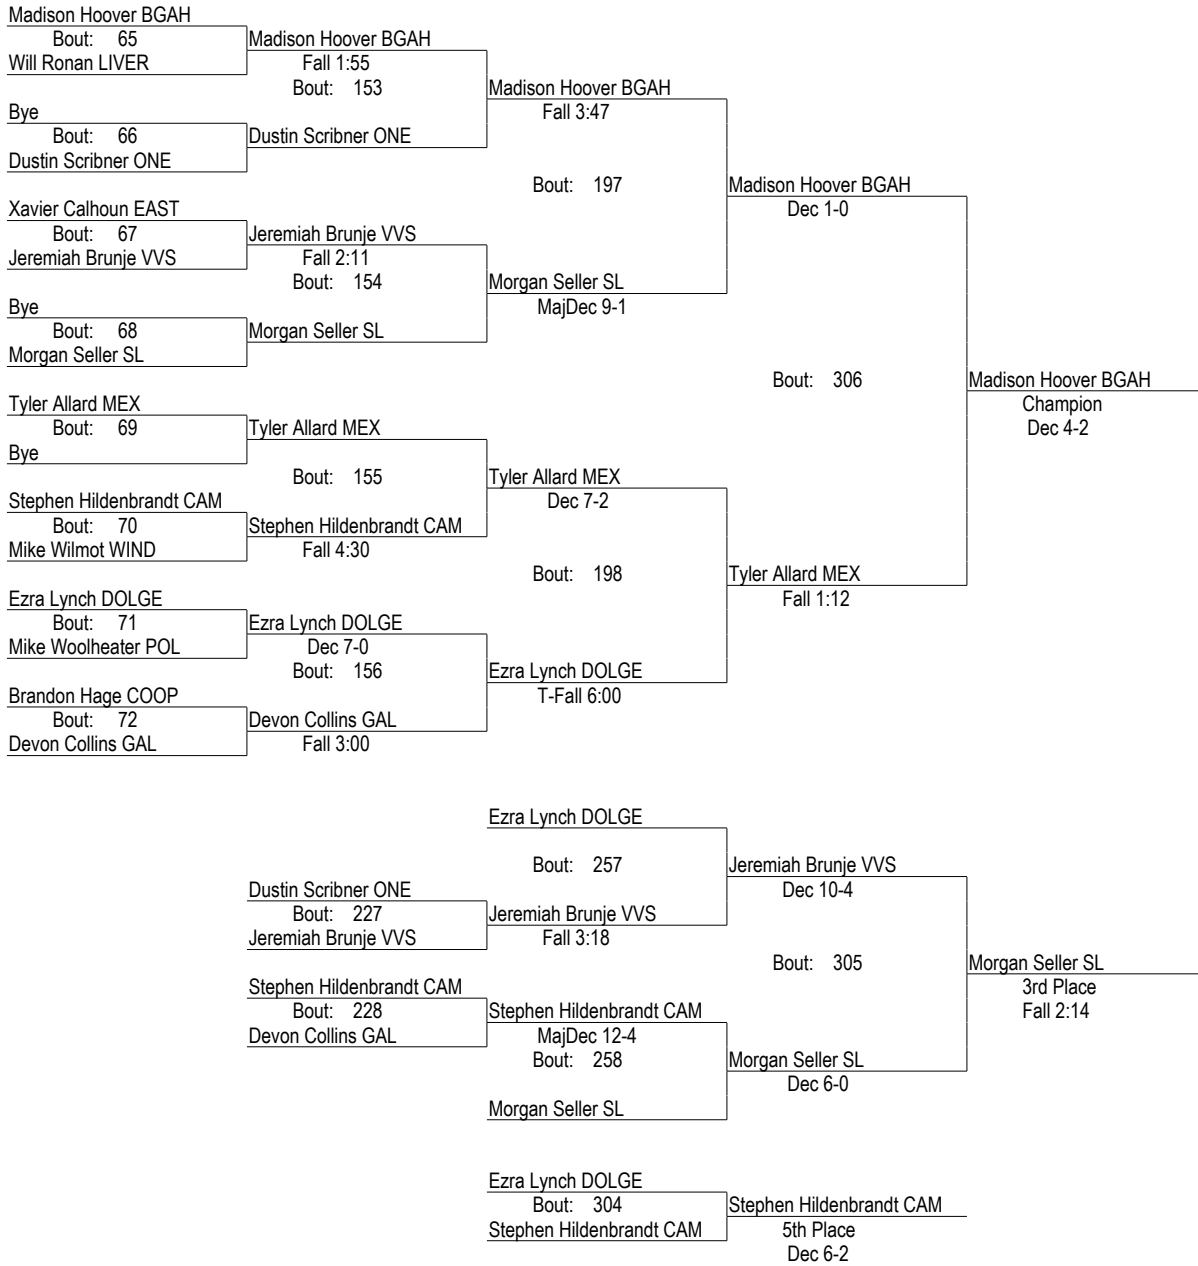 Madison Hoover BGAH
Bout: 65
Madison Hoover BGAH
Will Ronan LIVER
Fall 1:55
Bout: 153
Madison Hoover BGAH
Bye
Fall 3:47
Bout: 66
Dustin Scribner ONE
Dustin Scribner ONE
Bout: 197
Madison Hoover BGAH
Xavier Calhoun EAST
Dec 1-0
Bout: 67
Jeremiah Brunje VVS
Jeremiah Brunje VVS
Fall 2:11
Bout: 154
Morgan Seller SL
Bye
MajDec 9-1
Bout: 68
Morgan Seller SL
Morgan Seller SL
Bout: 306
Madison Hoover BGAH
Tyler Allard MEX
Champion
Bout: 69
Tyler Allard MEX
Dec 4-2
Bye
Bout: 155
Tyler Allard MEX
Stephen Hildenbrandt CAM
Dec 7-2
Bout: 70
Stephen Hildenbrandt CAM
Mike Wilmot WIND
Fall 4:30
Bout: 198
Tyler Allard MEX
Ezra Lynch DOLGE
Fall 1:12
Bout: 71
Ezra Lynch DOLGE
Mike Woolheater POL
Dec 7-0
Bout: 156
Ezra Lynch DOLGE
Brandon Hage COOP
T-Fall 6:00
Bout: 72
Devon Collins GAL
Devon Collins GAL
Fall 3:00
Ezra Lynch DOLGE
Bout: 257
Jeremiah Brunje VVS
Dustin Scribner ONE
Dec 10-4
Bout: 227
Jeremiah Brunje VVS
Jeremiah Brunje VVS
Fall 3:18
Bout: 305
Morgan Seller SL
Stephen Hildenbrandt CAM
3rd Place
Bout: 228
Stephen Hildenbrandt CAM
Fall 2:14
Devon Collins GAL
MajDec 12-4
Bout: 258
Morgan Seller SL
Dec 6-0
Morgan Seller SL
Ezra Lynch DOLGE
Bout: 304
Stephen Hildenbrandt CAM
Stephen Hildenbrandt CAM
5th Place
Dec 6-2